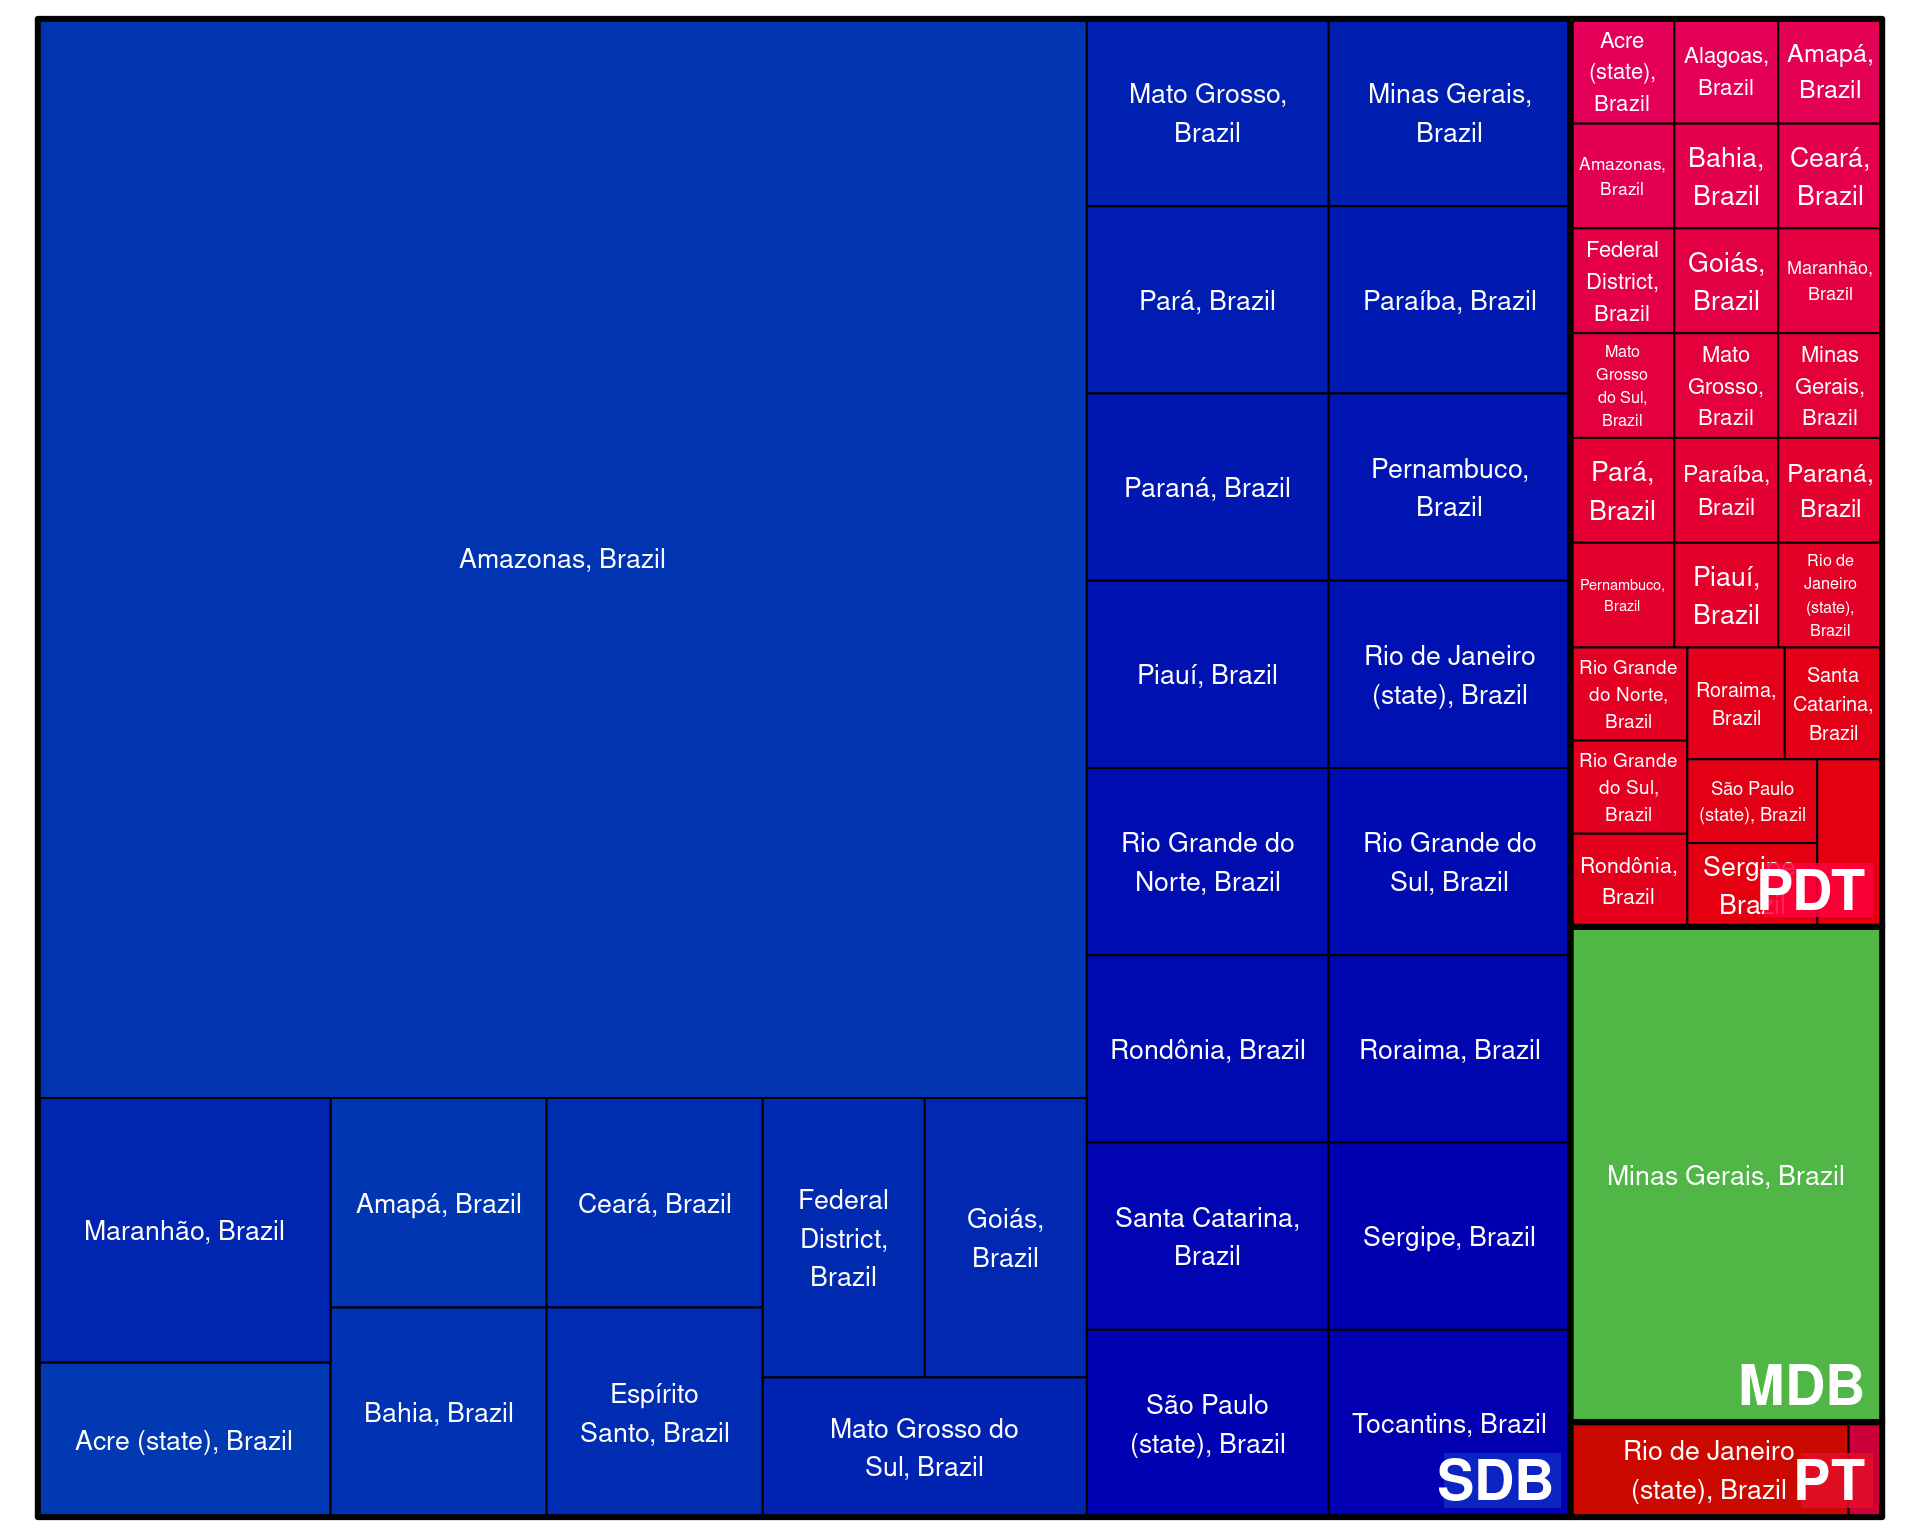 Amazonas, Brazil
Maranhão, Brazil
Acre (state), Brazil
Amapá, Brazil
Bahia, Brazil
Ceará, Brazil
Espírito
Santo, Brazil
Federal
District,
Brazil
Goiás,
Brazil
Mato Grosso do
Sul, Brazil
Mato Grosso,
Brazil
Minas Gerais,
Brazil
Pará, Brazil
Paraíba, Brazil
Paraná, Brazil
Pernambuco,
Brazil
Piauí, Brazil
Rio de Janeiro
(state), Brazil
Rio Grande do
Norte, Brazil
Rio Grande do
Sul, Brazil
Rondônia, Brazil
Roraima, Brazil
Santa Catarina,
Brazil
Sergipe, Brazil
São Paulo
(state), Brazil
Tocantins, Brazil
SDB
Acre
(state),
Brazil
Alagoas,
Brazil
Amapá,
Brazil
Amazonas,
Brazil
Bahia,
Brazil
Ceará,
Brazil
Federal
District,
Brazil
Goiás,
Brazil
Maranhão,
Brazil
Mato
Grosso
do Sul,
Brazil
Mato
Grosso,
Brazil
Minas
Gerais,
Brazil
Pará,
Brazil
Paraíba,
Brazil
Paraná,
Brazil
Pernambuco,
Brazil
Piauí,
Brazil
Rio de
Janeiro
(state),
Brazil
Rio Grande
do Norte,
Brazil
Rio Grande
do Sul,
Brazil
Rondônia,
Brazil
Roraima,
Brazil
Santa
Catarina,
Brazil
São Paulo
(state), Brazil
Sergipe
Brazil
PDT
Minas Gerais, Brazil
MDB
Rio de Janeiro
(state), Brazil
PT